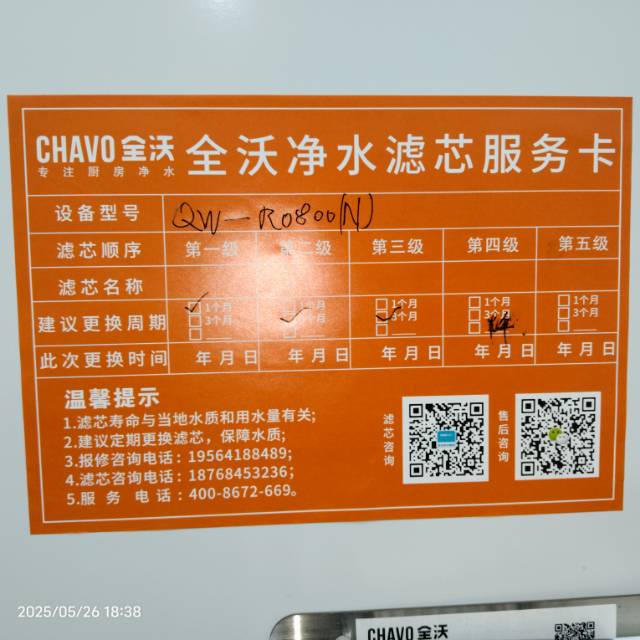 CHAVO全沃
专注厨房净水
全沃净水滤芯服务卡
设备型号 QW-RO800(N)
滤芯顺序 第一级 第二级 第三级 第四级 第五级
滤芯名称
建议更换周期
1个月 1个月 1个月 1个月 1个月
3个月 3个月 3个月 3个月 3个月
此次更换时间 年月日 年月日 年月日 年月日 年月日
温馨提示
1.滤芯寿命与当地水质和用水量有关;
2.建议定期更换滤芯，保障水质;
3.报修咨询电话：19564188489;
4.滤芯咨询电话：18768453236;
5.服务电话：400-8672-669。
滤芯咨询
售后咨询
2025/05/26 18:38
CHAVO全沃